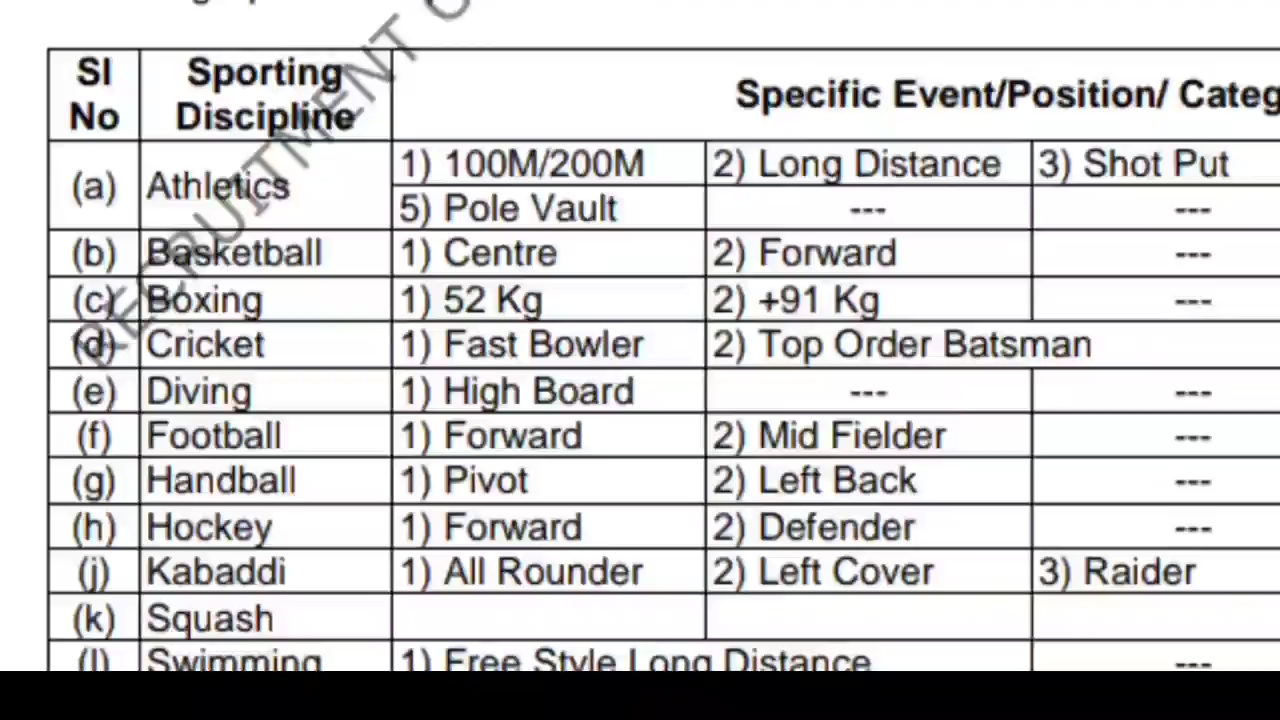 Sl No Sporting Discipline Specific Event/Position/
(a) Athletics 1) 100M/200M 2) Long Distance 3) Shot Put
5) Pole Vault --- ---
(b) Basketball 1) Centre 2) Forward ---
(c) Boxing 1) 52 Kg 2) +91 Kg ---
(d) Cricket 1) Fast Bowler 2) Top Order Batsman
(e) Diving 1) High Board --- ---
(f) Football 1) Forward 2) Mid Fielder ---
(g) Handball 1) Pivot 2) Left Back ---
(h) Hockey 1) Forward 2) Defender ---
(j) Kabaddi 1) All Rounder 2) Left Cover 3) Raider
(k) Squash
(l) Swimming 1) Free Style Long Distance ---
RECRUITMENT